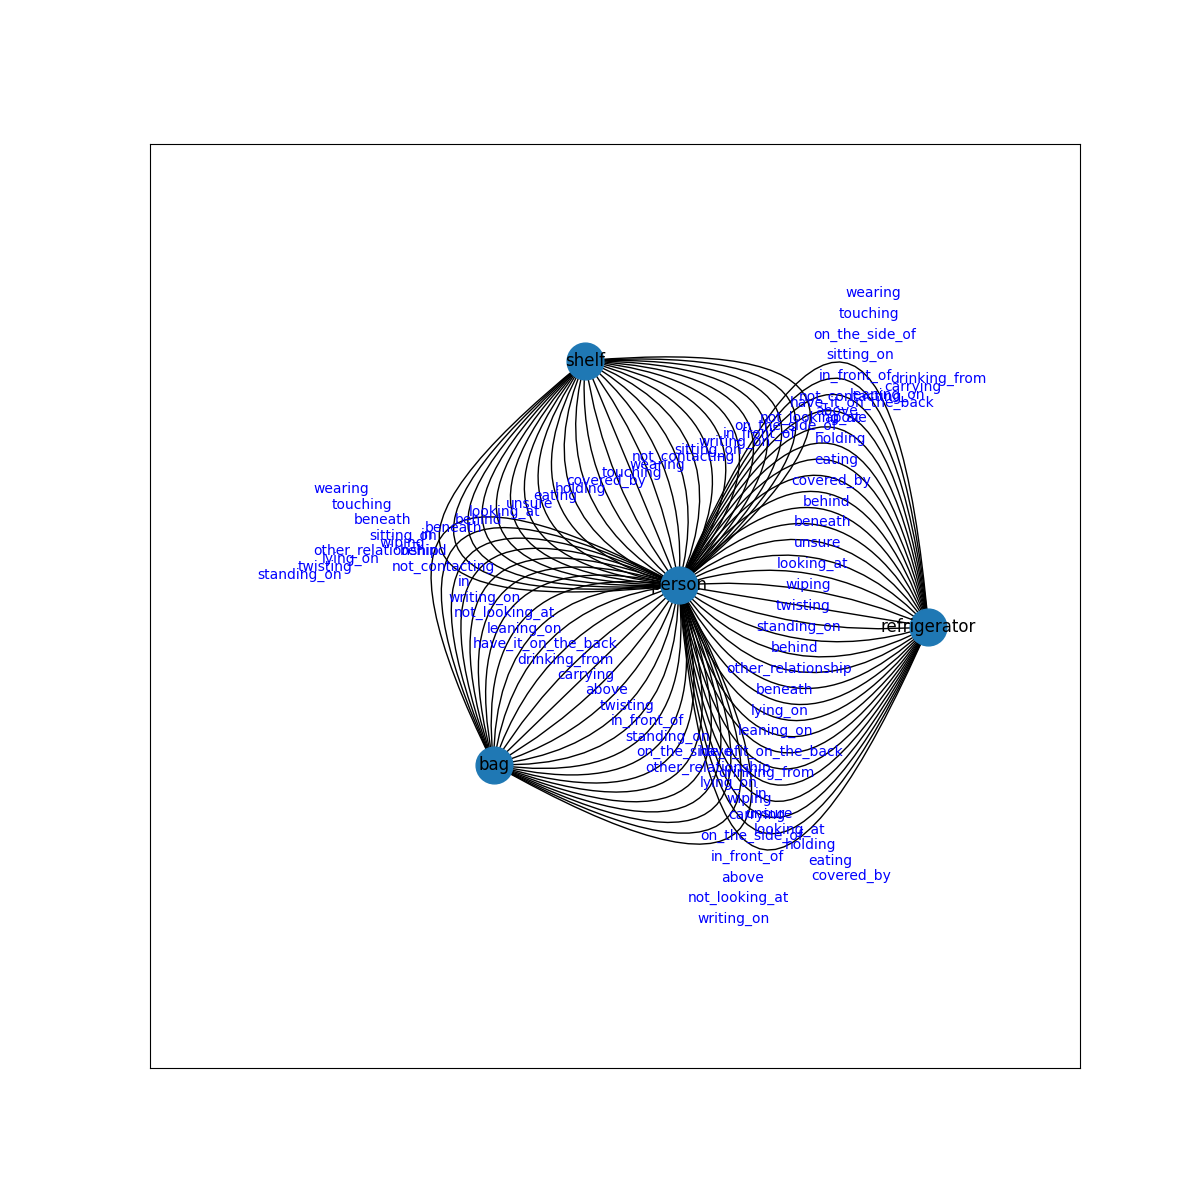 wearing
touching
on_the_side_of
sitting_on
shelf
in_front_of
drinking_from
carrying
not_contacting
leaning_on
have_it_on_the_back
above
not_looking_at
above
on_the_side_of
in_front_of
holding
writing_on
sitting_on
not_contacting
eating
wearing
touching
covered_by
covered_by
holding
wearing
eating
behind
unsure
touching
looking_at
beneath
behind
beneath
sitting_on
in
wiping
unsure
other_relationship
behind
lying_on
looking_at
twisting
not_contacting
standing_on
in
person
wiping
writing_on
twisting
not_looking_at
leaning_on
standing_on
refrigerator
have_it_on_the_back
behind
drinking_from
other_relationship
carrying
above
beneath
twisting
lying_on
in_front_of
leaning_on
standing_on
on_the_side_of
have_it_on_the_back
bag
other_relationship
drinking_from
lying_on
in
wiping
carrying
unsure
looking_at
on_the_side_of
holding
in_front_of
eating
above
covered_by
not_looking_at
writing_on